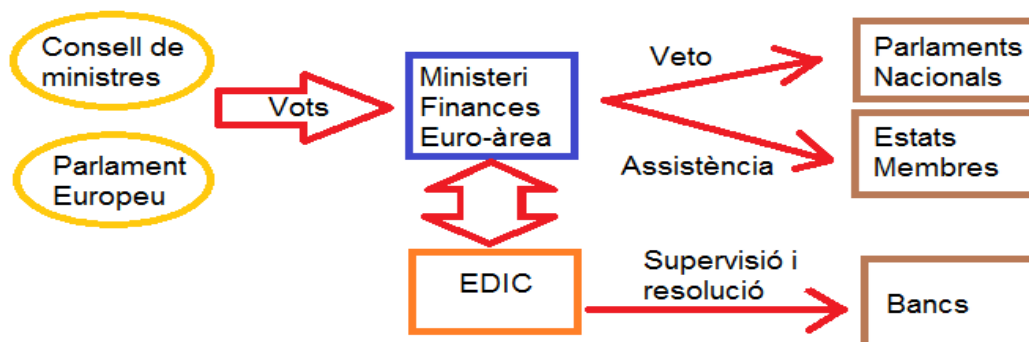 Consell de
ministres
Parlament
Europeu
Vots
Ministeri
Finances
Euro-àrea
Veto
Assistència
Parlaments
Nacionals
Estats
Membres
EDIC
Supervisió i
resolució
Bancs